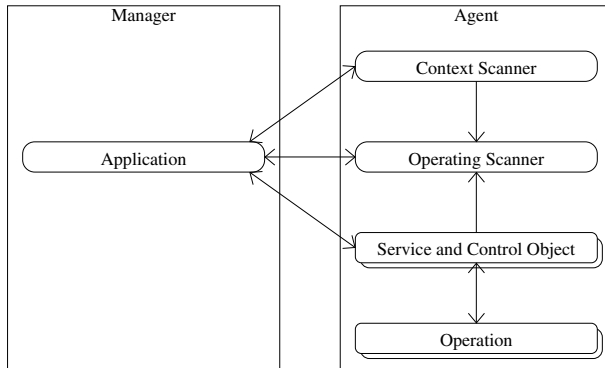 Manager
Agent
Context Scanner
Application
Operating Scanner
Service and Control Object
Operation